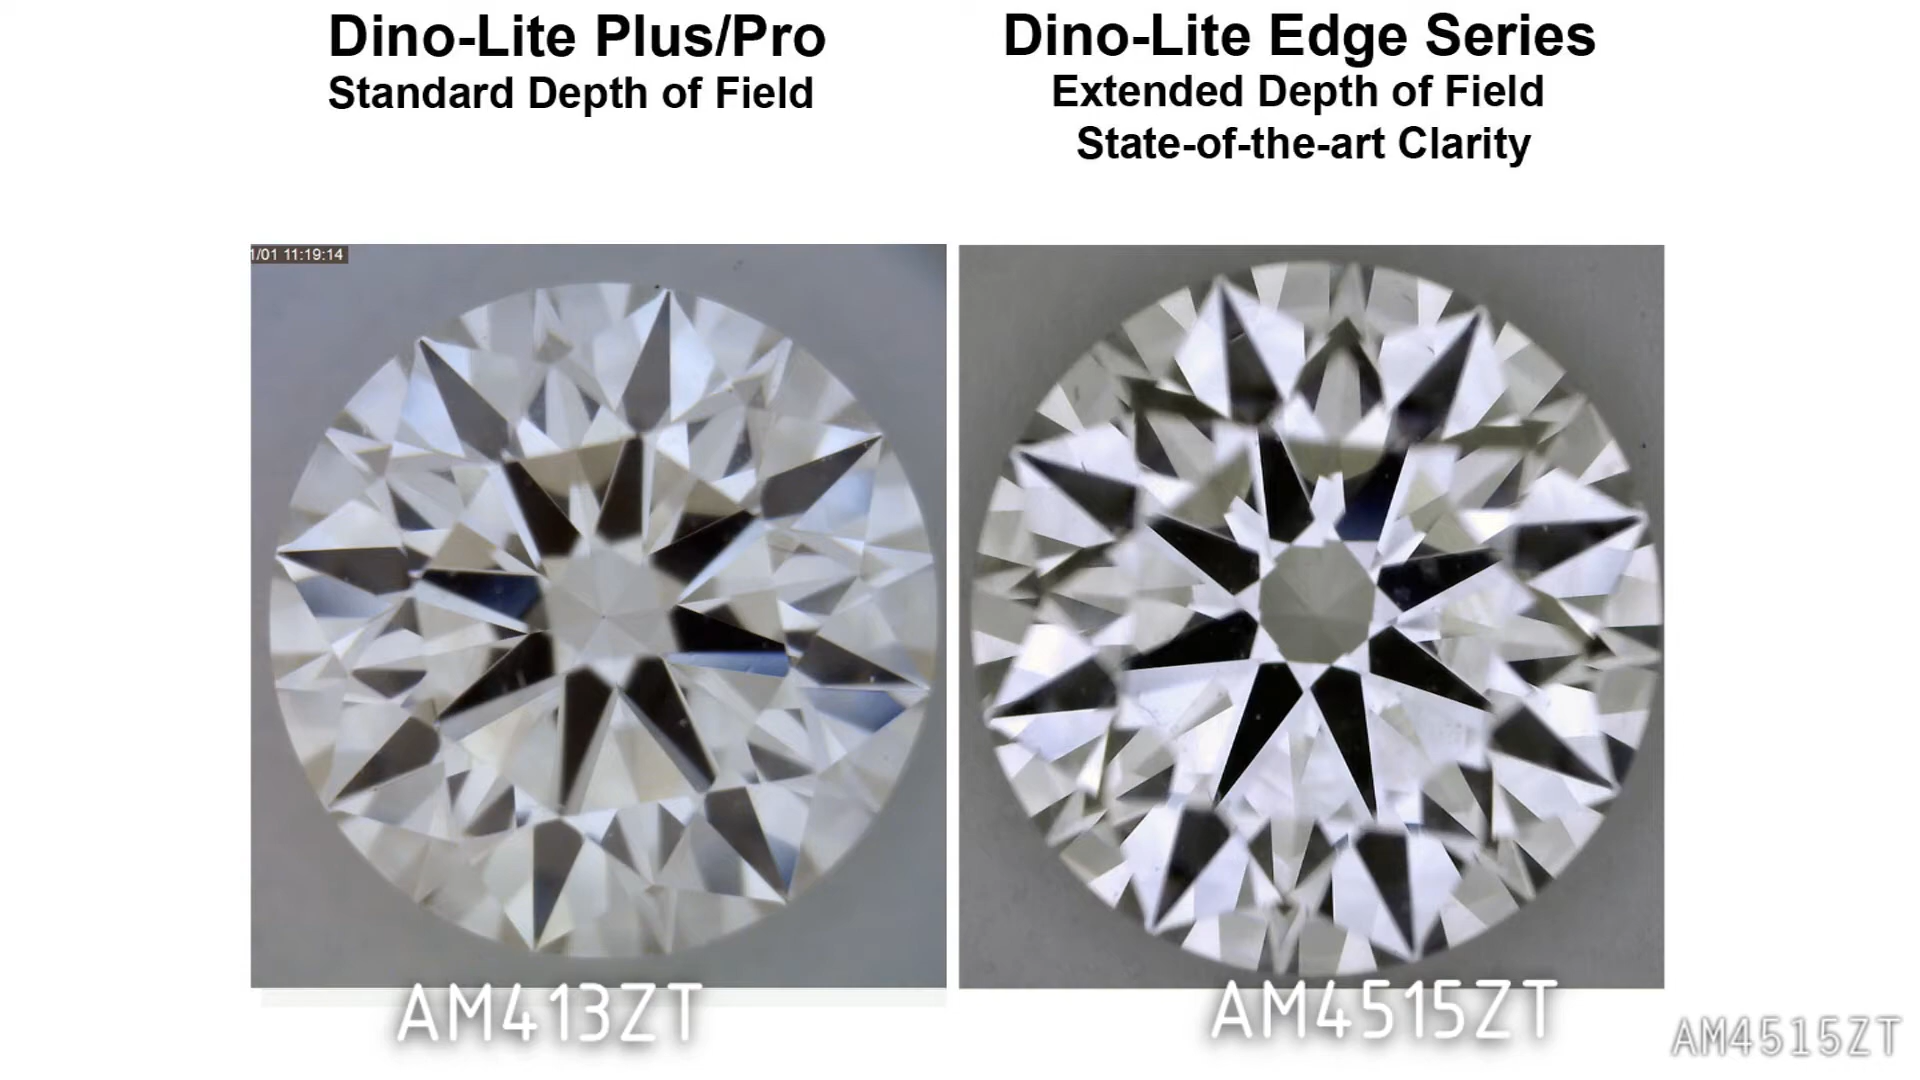 Dino-Lite Plus/Pro
Standard Depth of Field
Dino-Lite Edge Series
Extended Depth of Field
State-of-the-art Clarity
1/01 11:19:14
AM413ZT
AM4515ZT
AM4515ZT